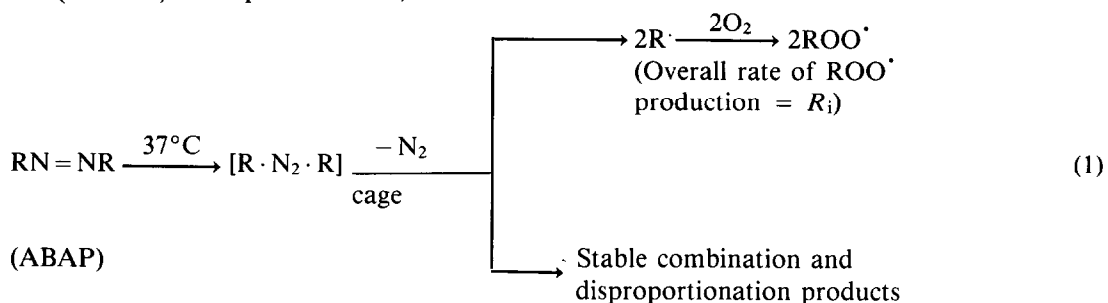 2R· 2O₂ 2ROO·
(Overall rate of ROO·
production = Rᵢ)
RN=NR 37°C [R·N₂·R] −N₂ cage (1)
(ABAP)
Stable combination and
disproportionation products